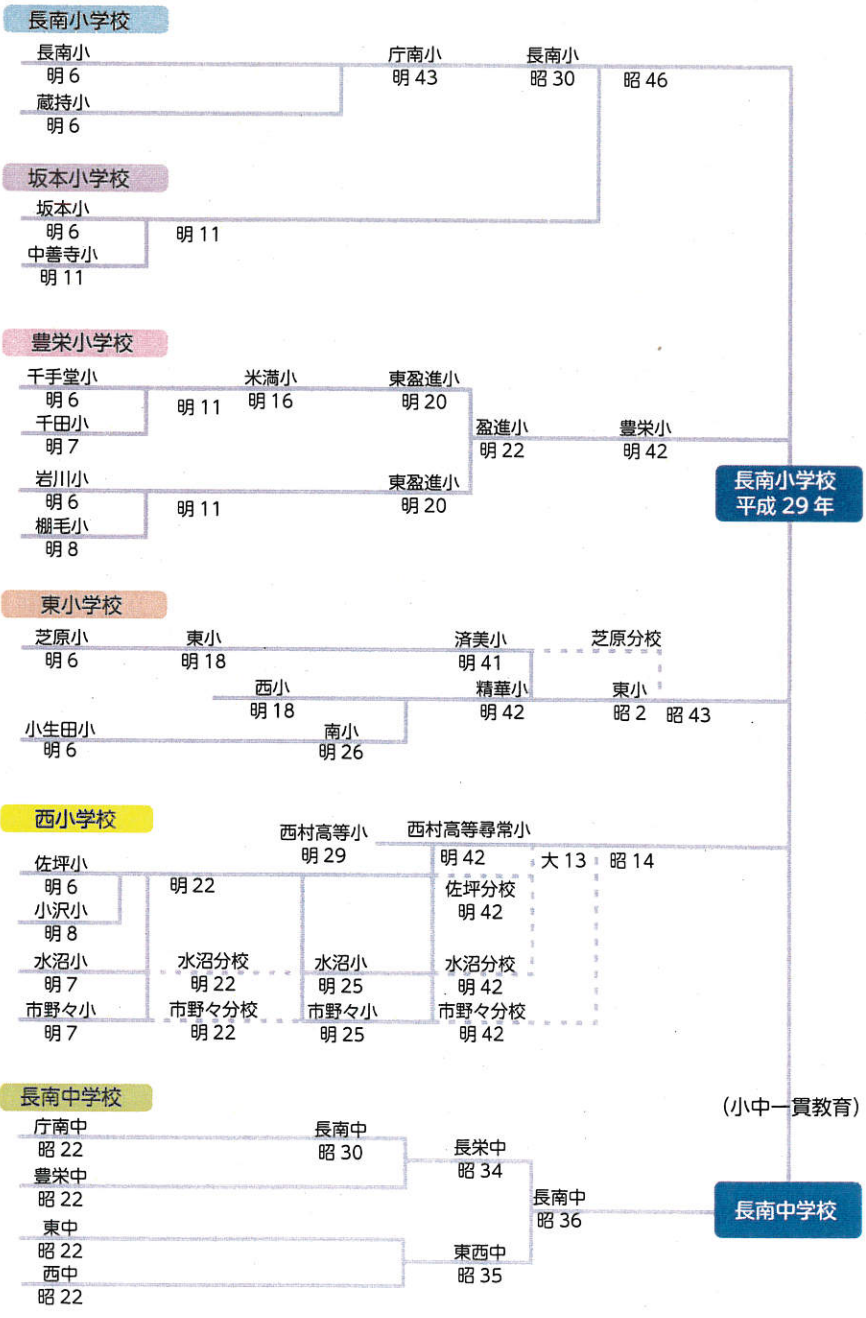 長南小学校
長南小
明6
蔵持小
明6
庁南小
明43
長南小
昭30
昭46
坂本小学校
坂本小
明6
中善寺小
明11
明11
豊栄小学校
千手堂小
明6
千田小
明7
明11
米満小
明16
東盈進小
明20
岩川小
明6
棚毛小
明8
明11
東盈進小
明20
盈進小
明22
豊栄小
明42
長南小学校
平成29年
東小学校
芝原小
明6
東小
明18
済美小
明41
芝原分校
西小
明18
精華小
明42
東小
昭2
昭43
小生田小
明6
南小
明26
西小学校
西村高等小
明29
西村高等尋常小
明42
大13
昭14
佐坪小
明6
小沢小
明8
明22
佐坪分校
明42
水沼小
明7
水沼分校
明22
水沼小
明25
水沼分校
明42
市野々小
明7
市野々分校
明22
市野々小
明25
市野々分校
明42
長南中学校
庁南中
昭22
豊栄中
昭22
長南中
昭30
長栄中
昭34
東中
昭22
西中
昭22
東西中
昭35
長南中
昭36
(小中一貫教育)
長南中学校